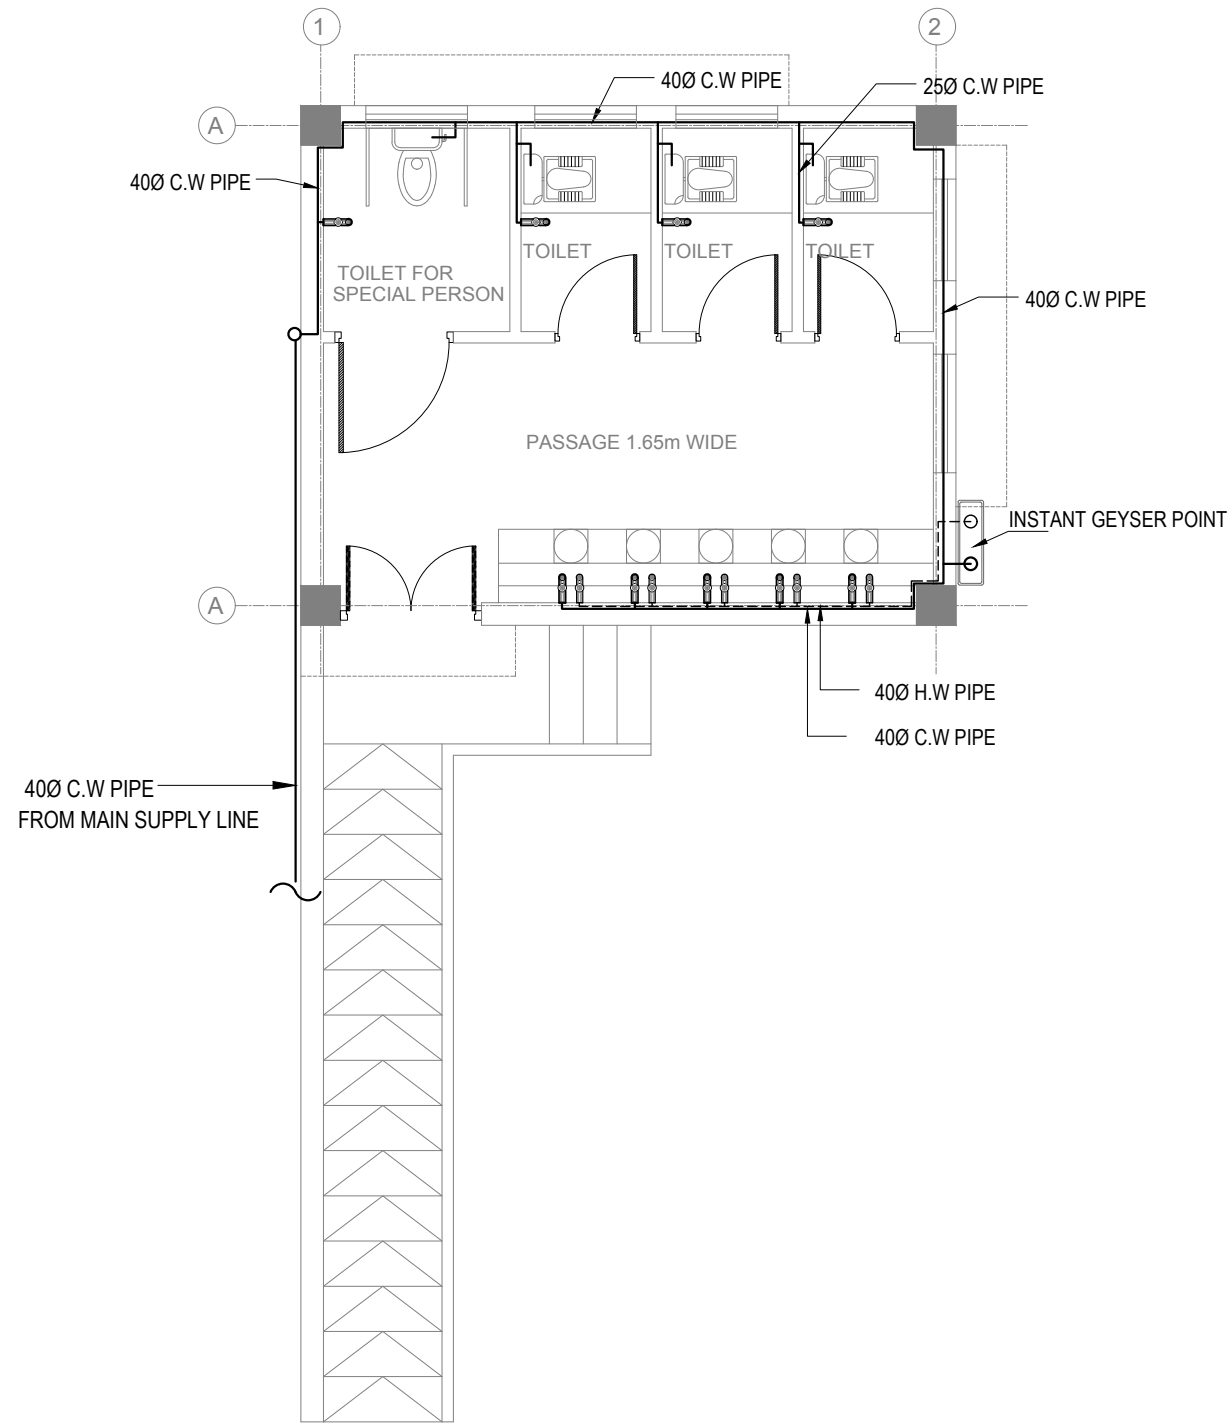 1
2
40Ø C.W PIPE
25Ø C.W PIPE
A
40Ø C.W PIPE
TOILET
TOILET
TOILET
TOILET FOR
SPECIAL PERSON
40Ø C.W PIPE
PASSAGE 1.65m WIDE
INSTANT GEYSER POINT
A
40Ø H.W PIPE
40Ø C.W PIPE
40Ø C.W PIPE
FROM MAIN SUPPLY LINE